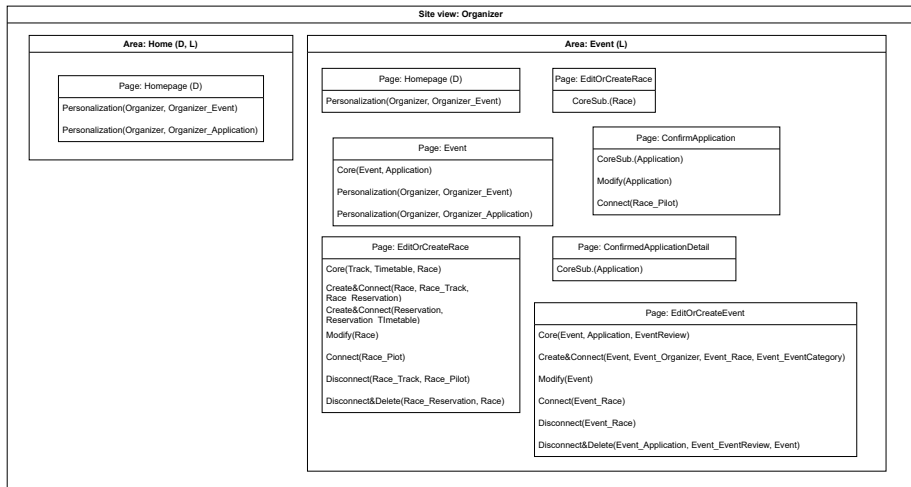 Site view: Organizer
Area: Home (D, L)
Page: Homepage (D)
Personalization(Organizer, Organizer_Event)
Personalization(Organizer, Organizer_Application)
Area: Event (L)
Page: Homepage (D)
Personalization(Organizer, Organizer_Event)
Page: EditOrCreateRace
CoreSub.(Race)
Page: Event
Core(Event, Application)
Personalization(Organizer, Organizer_Event)
Personalization(Organizer, Organizer_Application)
Page: ConfirmApplication
CoreSub.(Application)
Modify(Application)
Connect(Race_Pilot)
Page: EditOrCreateRace
Core(Track, Timetable, Race)
Create&Connect(Race, Race_Track,
Race_Reservation)
Create&Connect(Reservation,
Reservation_TImetable)
Modify(Race)
Connect(Race_Piot)
Disconnect(Race_Track, Race_Pilot)
Disconnect&Delete(Race_Reservation, Race)
Page: ConfirmedApplicationDetail
CoreSub.(Application)
Page: EditOrCreateEvent
Core(Event, Application, EventReview)
Create&Connect(Event, Event_Organizer, Event_Race, Event_EventCategory)
Modify(Event)
Connect(Event_Race)
Disconnect(Event_Race)
Disconnect&Delete(Event_Application, Event_EventReview, Event)